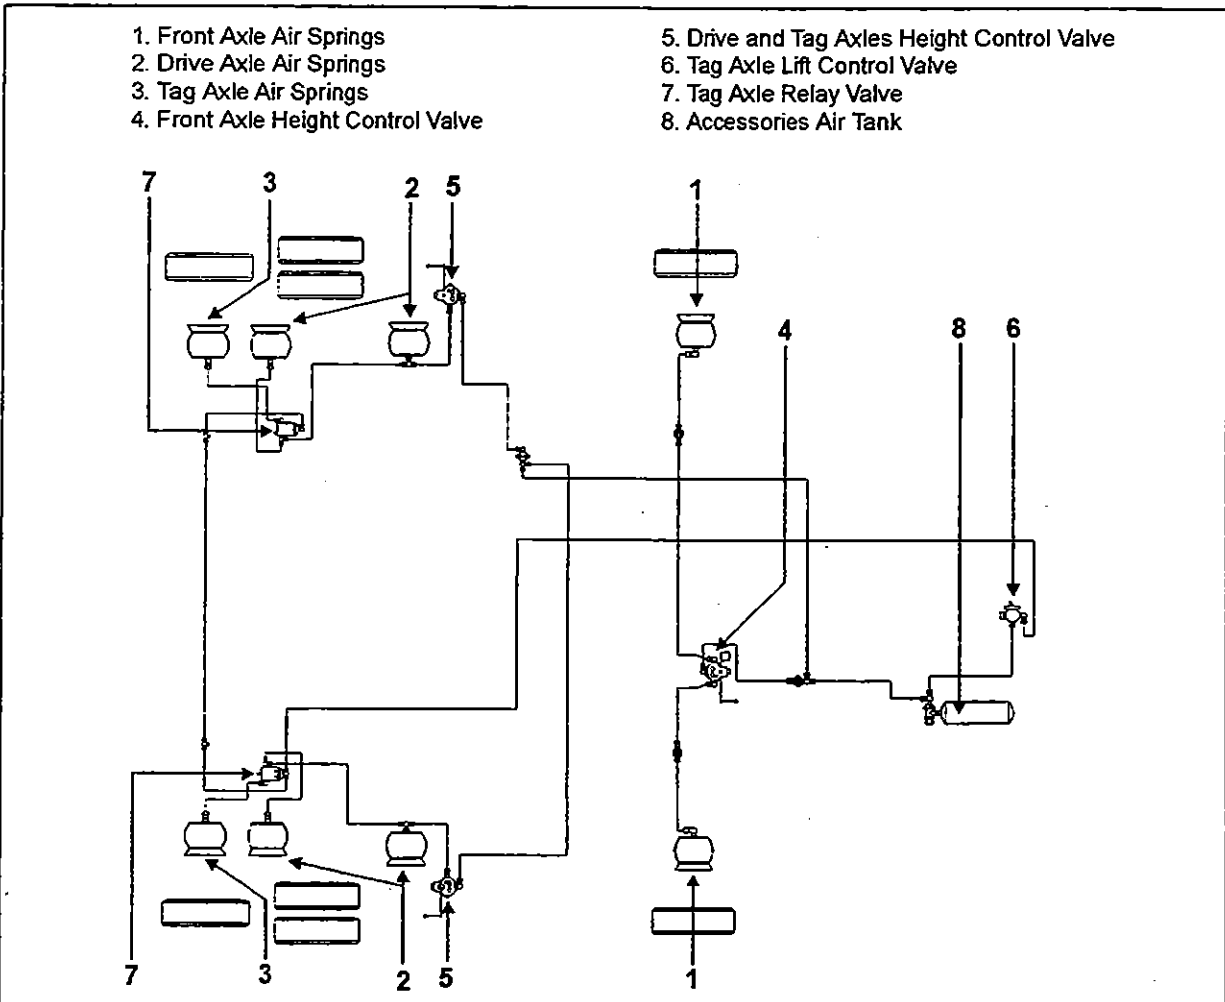 1. Front Axle Air Springs
2. Drive Axle Air Springs
3. Tag Axle Air Springs
4. Front Axle Height Control Valve
5. Drive and Tag Axles Height Control Valve
6. Tag Axle Lift Control Valve
7. Tag Axle Relay Valve
8. Accessories Air Tank
7 3 2 5 1
4 8 6
7 3 2 5 1